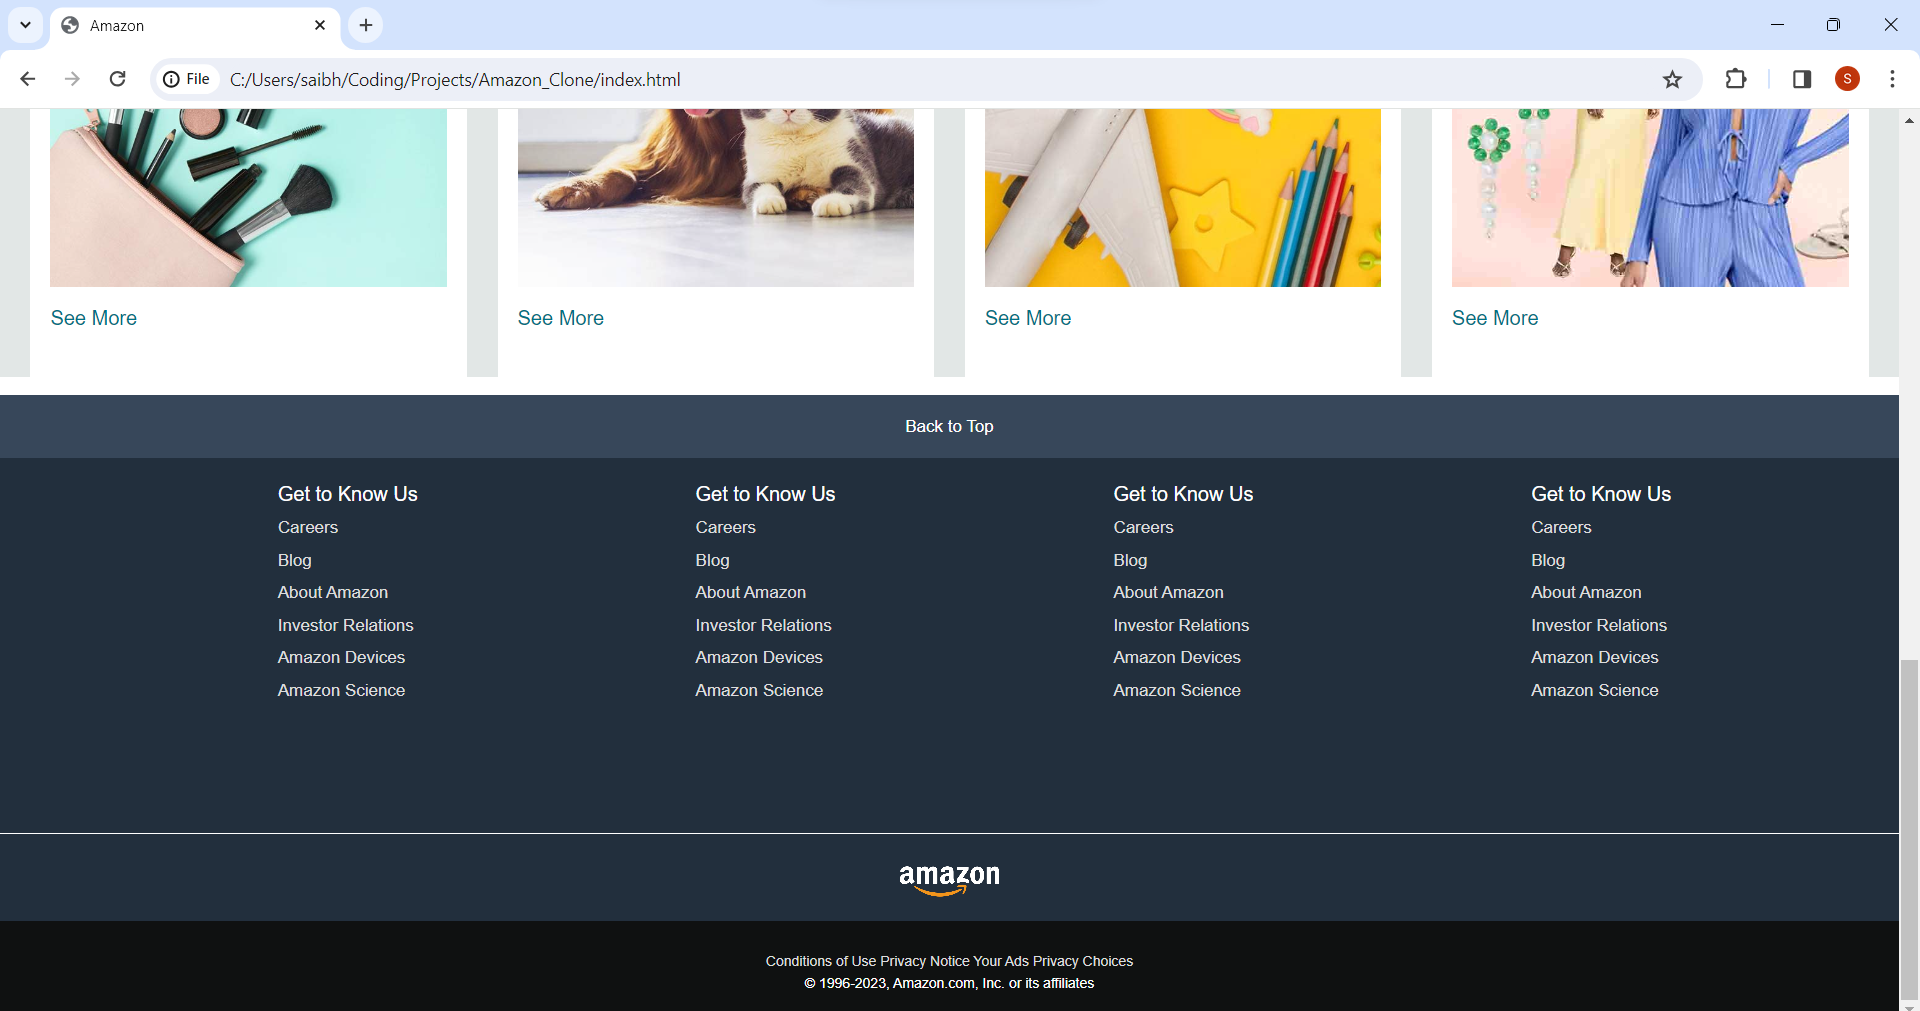 Amazon
File C:/Users/saibh/Coding/Projects/Amazon_Clone/index.html
S
See More See More See More See More
Back to Top
Get to Know Us Get to Know Us Get to Know Us Get to Know Us
Careers Careers Careers Careers
Blog Blog Blog Blog
About Amazon About Amazon About Amazon About Amazon
Investor Relations Investor Relations Investor Relations Investor Relations
Amazon Devices Amazon Devices Amazon Devices Amazon Devices
Amazon Science Amazon Science Amazon Science Amazon Science
amazon
Conditions of Use Privacy Notice Your Ads Privacy Choices
© 1996-2023, Amazon.com, Inc. or its affiliates